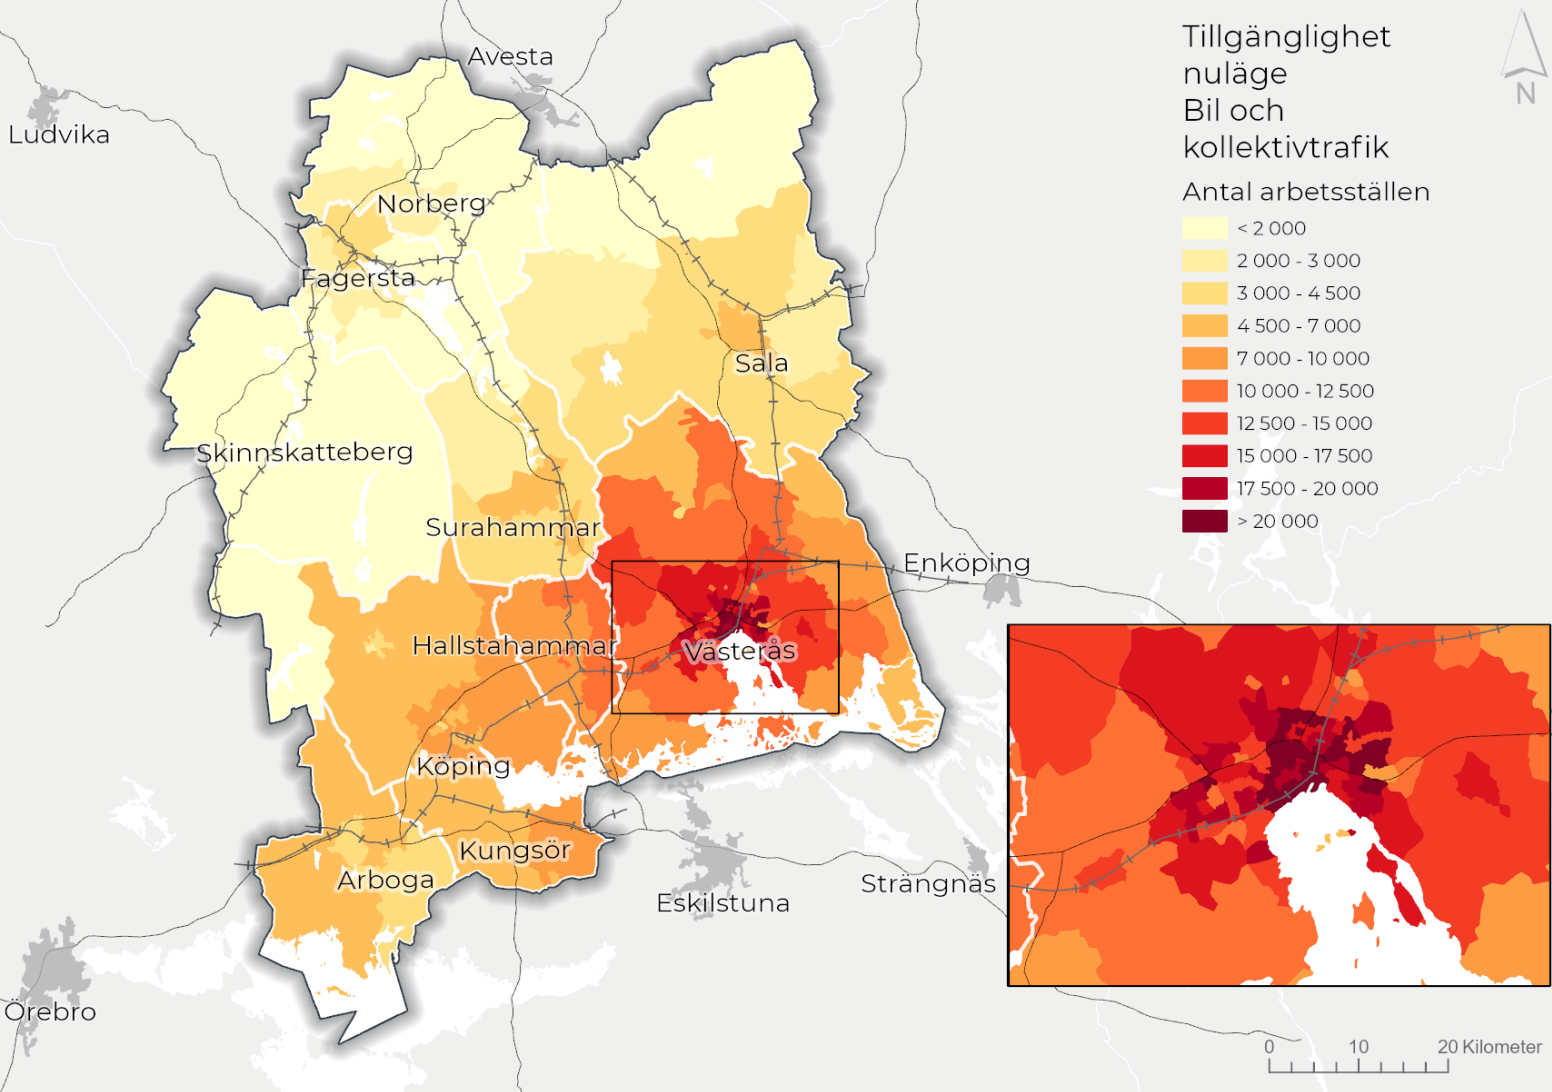 Tillgänglighet
nuläge
Bil och
kollektivtrafik
Antal arbetsställen
< 2 000
2 000 - 3 000
3 000 - 4 500
4 500 - 7 000
7 000 - 10 000
10 000 - 12 500
12 500 - 15 000
15 000 - 17 500
17 500 - 20 000
> 20 000
N
Avesta
Ludvika
Norberg
Fagersta
Sala
Skinnskatteberg
Surahammar
Enköping
Hallstahammar
Västerås
Köping
Kungsör
Arboga
Strängnäs
Eskilstuna
Örebro
0 10 20 Kilometer